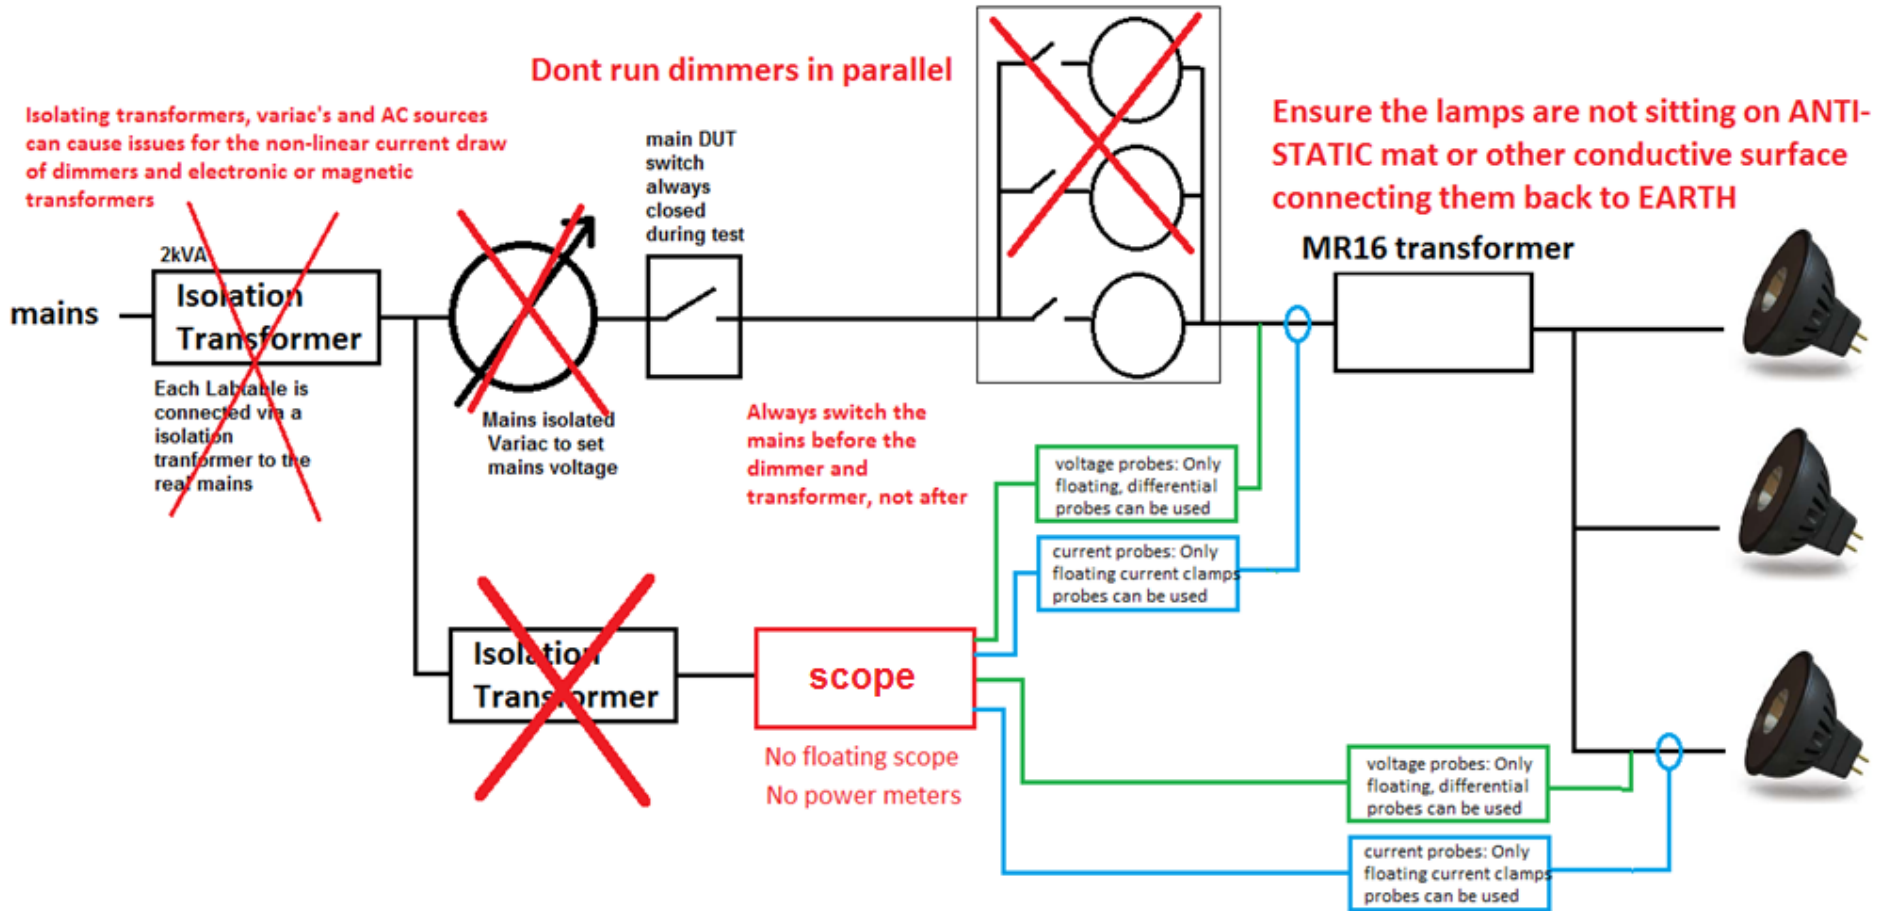 Dont run dimmers in parallel
Isolating transformers, variac's and AC sources
can cause issues for the non-linear current draw
of dimmers and electronic or magnetic
transformers
main DUT
switch
always
closed
during test
Ensure the lamps are not sitting on ANTI-
STATIC mat or other conductive surface
connecting them back to EARTH
MR16 transformer
2kVA
mains
Isolation
Transformer
Each Labtable is
connected via a
isolation
tranformer to the
real mains
Mains isolated
Variac to set
mains voltage
Always switch the
mains before the
dimmer and
transformer, not after
voltage probes: Only
floating, differential
probes can be used
current probes: Only
floating current clamps
probes can be used
Isolation
Transformer
scope
No floating scope
No power meters
voltage probes: Only
floating, differential
probes can be used
current probes: Only
floating current clamps
probes can be used